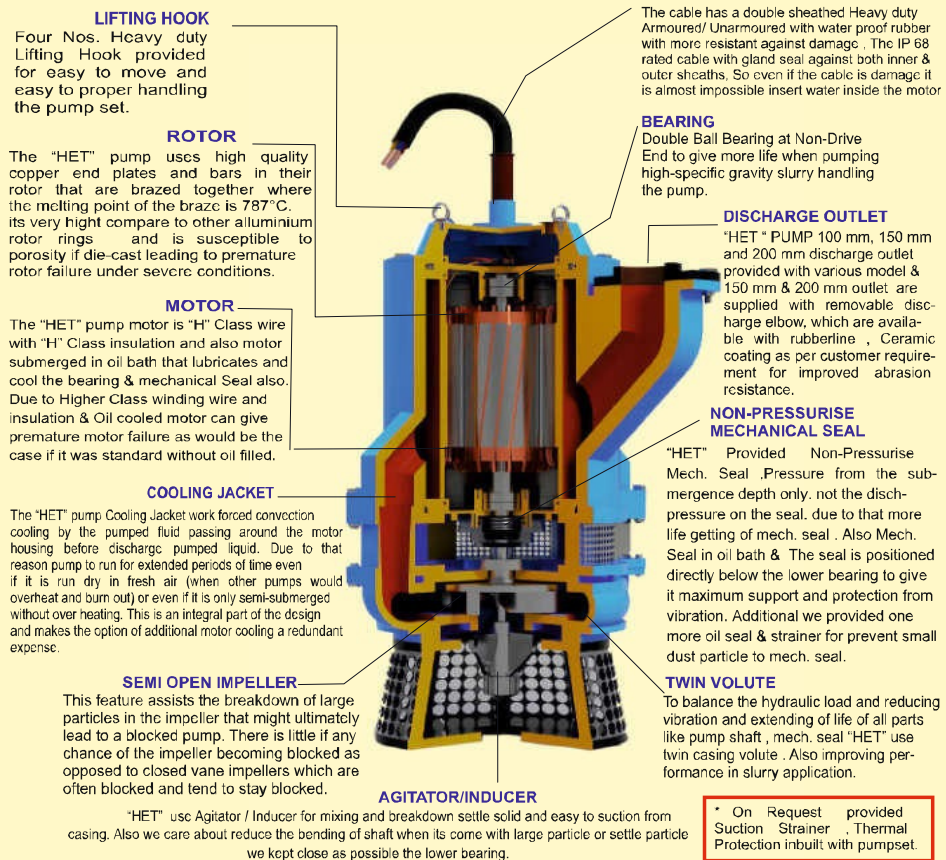 LIFTING HOOK
Four Nos. Heavy duty
Lifting Hook provided
for easy to move and
easy to proper handling
the pump set.
The cable has a double sheathed Heavy duty
Armoured/ Unarmoured with water proof rubber
with more resistant against damage , The IP 68
rated cable with gland seal against both inner &
outer sheaths, So even if the cable is damage it
is almost impossible insert water inside the motor
ROTOR
The "HET" pump uses high quality
copper end plates and bars in their
rotor that are brazed together where
the melting point of the braze is 787°C.
its very hight compare to other alluminium
rotor rings and is susceptible to
porosity if die-cast leading to premature
rotor failure under severe conditions.
BEARING
Double Ball Bearing at Non-Drive
End to give more life when pumping
high-specific gravity slurry handling
the pump.
DISCHARGE OUTLET
"HET " PUMP 100 mm, 150 mm
and 200 mm discharge outlet
provided with various model &
150 mm & 200 mm outlet are
supplied with removable disc-
harge elbow, which are availa-
ble with rubberline , Ceramic
coating as per customer require-
ment for improved abrasion
resistance.
MOTOR
The "HET" pump motor is "H" Class wire
with "H" Class insulation and also motor
submerged in oil bath that lubricates and
cool the bearing & mechanical Seal also.
Due to Higher Class winding wire and
insulation & Oil cooled motor can give
premature motor failure as would be the
case if it was standard without oil filled.
NON-PRESSURISE
MECHANICAL SEAL
"HET" Provided Non-Pressurise
Mech. Seal ,Pressure from the sub-
mergence depth only. not the disch-
pressure on the seal. due to that more
life getting of mech. seal . Also Mech.
Seal in oil bath & The seal is positioned
directly below the lower bearing to give
it maximum support and protection from
vibration. Additional we provided one
more oil seal & strainer for prevent small
dust particle to mech. seal.
COOLING JACKET
The "HET" pump Cooling Jacket work forced convection
cooling by the pumped fluid passing around the motor
housing before discharge pumped liquid. Due to that
reason pump to run for extended periods of time even
if it is run dry in fresh air (when other pumps would
overheat and burn out) or even if it is only semi-submerged
without over heating. This is an integral part of the design
and makes the option of additional motor cooling a redundant
expense.
SEMI OPEN IMPELLER
This feature assists the breakdown of large
particles in the impeller that might ultimately
lead to a blocked pump. There is little if any
chance of the impeller becoming blocked as
opposed to closed vane impellers which are
often blocked and tend to stay blocked.
TWIN VOLUTE
To balance the hydraulic load and reducing
vibration and extending of life of all parts
like pump shaft , mech. seal "HET" use
twin casing volute . Also improving per-
formance in slurry application.
AGITATOR/INDUCER
"HET" use Agitator / Inducer for mixing and breakdown settle solid and easy to suction from
casing. Also we care about reduce the bending of shaft when its come with large particle or settle particle
we kept close as possible the lower bearing.
* On Request provided
Suction Strainer , Thermal
Protection inbuilt with pumpset.